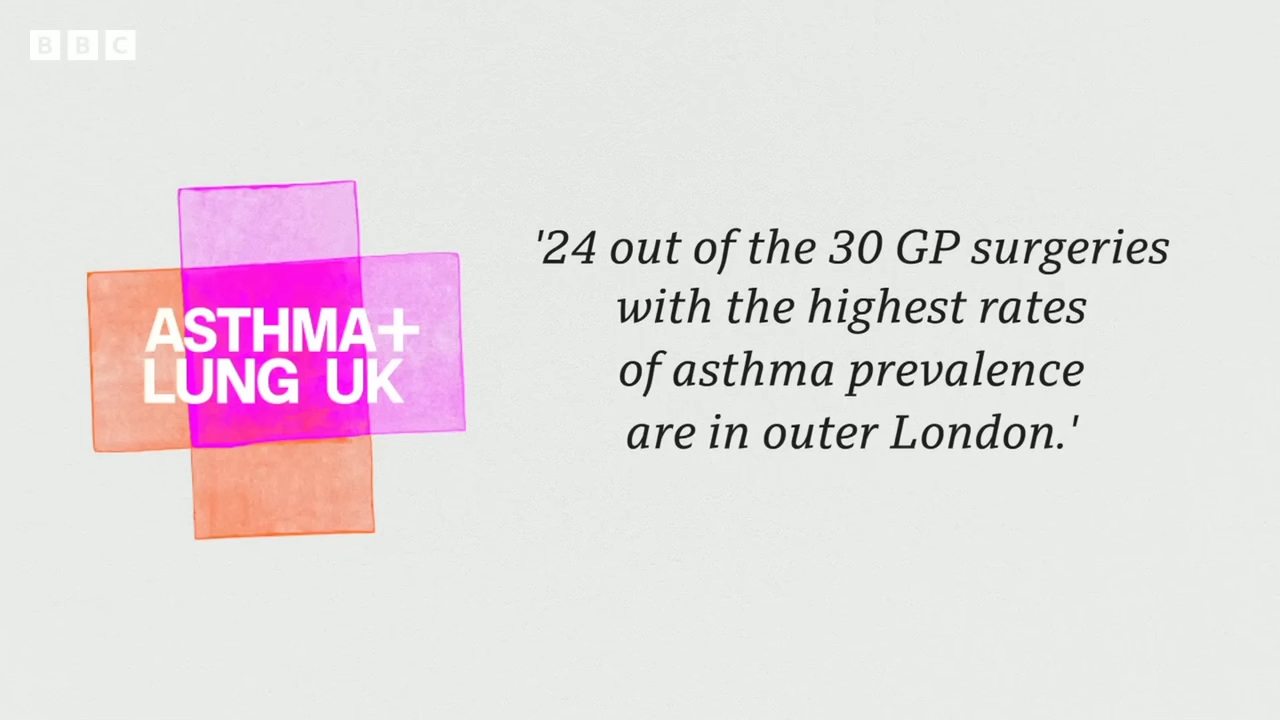 BBC
ASTHMA+
LUNG UK
'24 out of the 30 GP surgeries
with the highest rates
of asthma prevalence
are in outer London.'